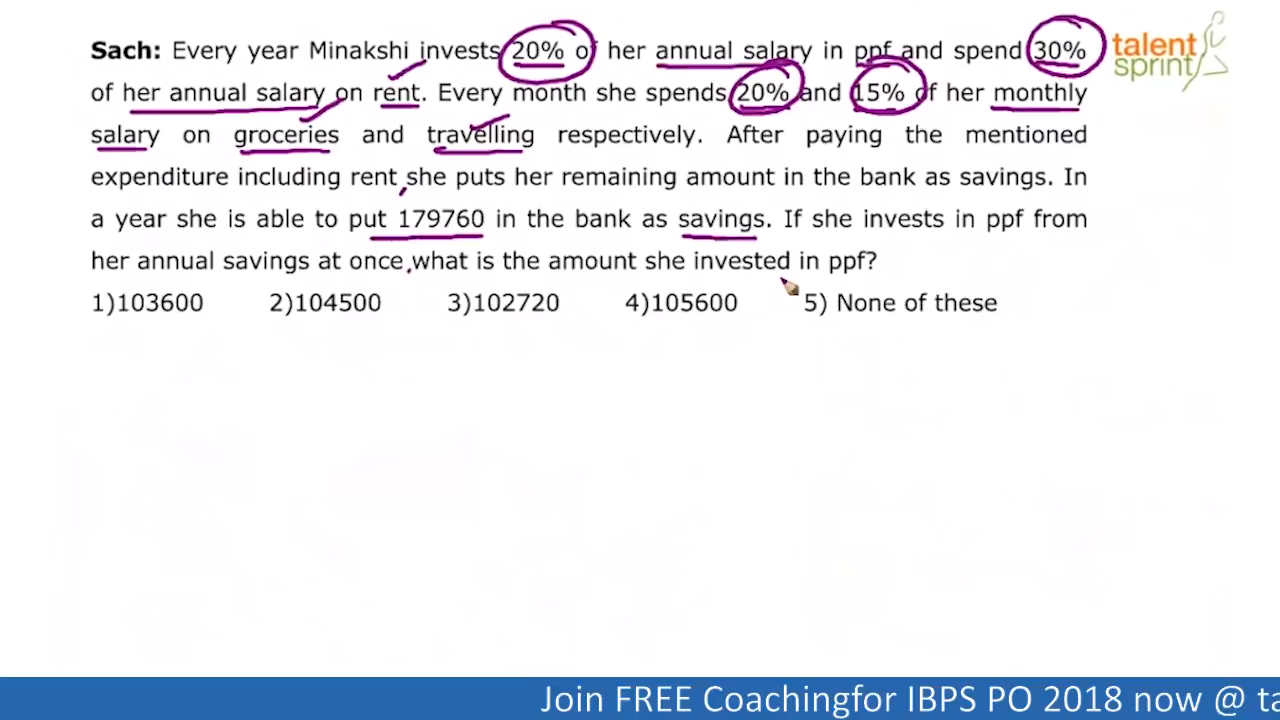 Sach: Every year Minakshi invests 20% of her annual salary in ppf and spend 30%
of her annual salary on rent. Every month she spends 20% and 15% of her monthly
salary on groceries and travelling respectively. After paying the mentioned
expenditure including rent she puts her remaining amount in the bank as savings. In
a year she is able to put 179760 in the bank as savings. If she invests in ppf from
her annual savings at once, what is the amount she invested in ppf?
1)103600 2)104500 3)102720 4)105600 5) None of these
talent
sprint
Join FREE Coachingfor IBPS PO 2018 now @ ta